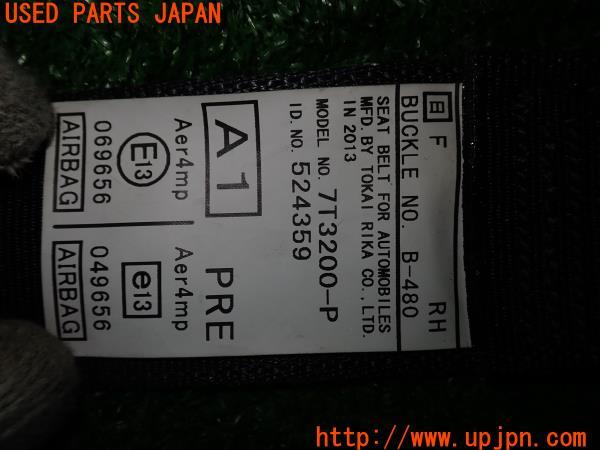 USED PARTS JAPAN
日 F RH
BUCKLE NO. B-480
SEAT BELT FOR AUTOMOBILES
MFD.BY TOKAI RIKA CO.,LTD.
IN 2013
MODEL NO. 7T3200-P
ID.NO. 524359
A1 PRE
Aer4mp
E13
069656
AIRBAG
Aer4mp
e13
049656
AIRBAG
http://www.upjpn.com/